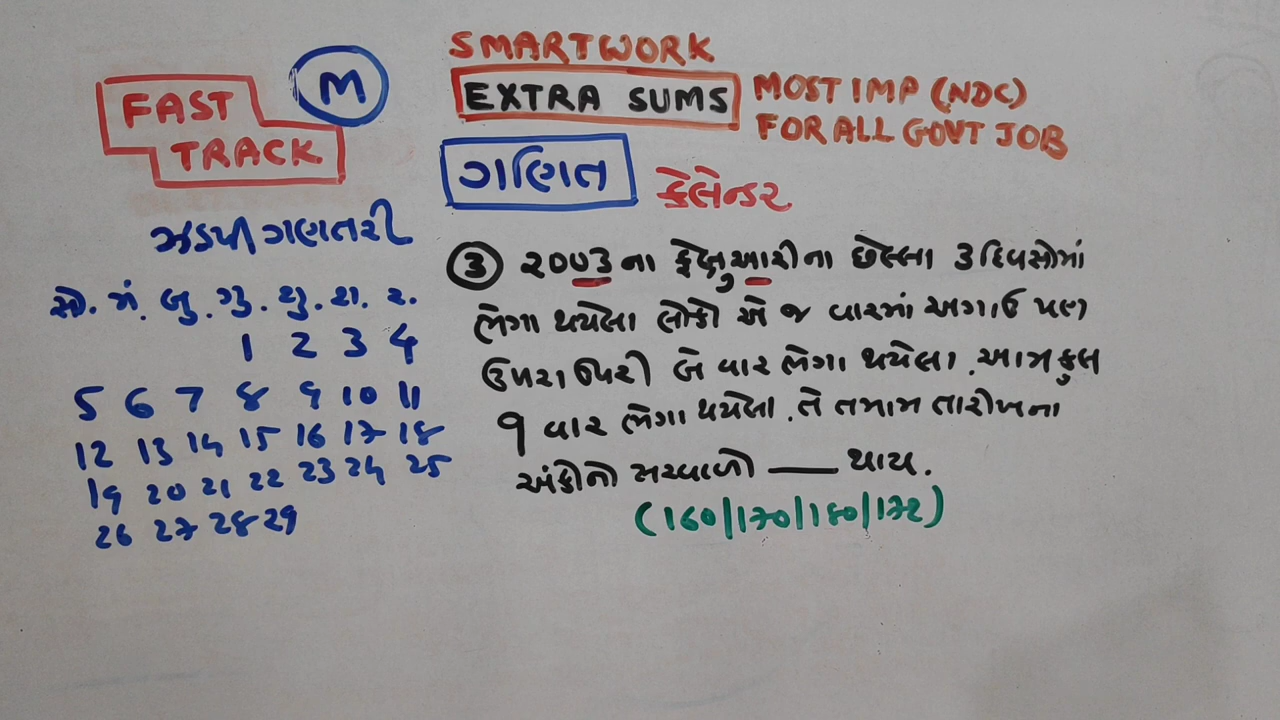 SMARTWORK
FAST
TRACK
M
EXTRA SUMS
MOST IMP (NDC)
FOR ALL GOVT JOB
ગણિત
કેલેન્ડર
ઝડપી ગણતરી
સો. મં. બુ. ગુ. શુ. શ. ર.
1 2 3 4
5 6 7 8 9 10 11
12 13 14 15 16 17 18
19 20 21 22 23 24 25
26 27 28 29
③ ૨૦૦૩ ના ફેબ્રુઆરીના છેલ્લા ૩ દિવસોમાં
ભેગા થયેલા લોકો એ જ વારમાં અગાઉ પણ
ઉપરાઉપરી બે વાર ભેગા થયેલા. આમ કુલ
૧ વાર ભેગા થયેલા. તે તમામ તારીખના
અંકોનો સરવાળો ___ થાય.
(160/170/180/172)